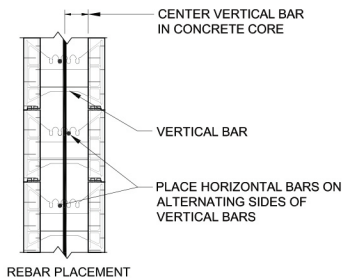 CENTER VERTICAL BAR
IN CONCRETE CORE
VERTICAL BAR
PLACE HORIZONTAL BARS ON
ALTERNATING SIDES OF
VERTICAL BARS
REBAR PLACEMENT